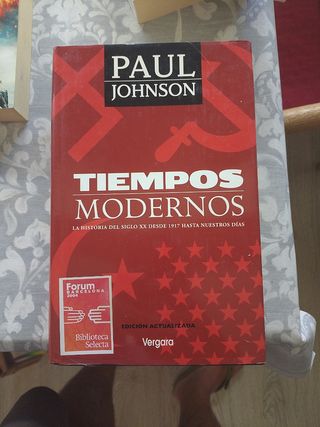 PAUL
JOHNSON
TIEMPOS
MODERNOS
LA HISTORIA DEL SIGLO XX DESDE 1917 HASTA NUESTROS DÍAS
Forum
BARCELONA
2004
Biblioteca
Selecta
EDICIÓN ACTUALIZADA
Vergara